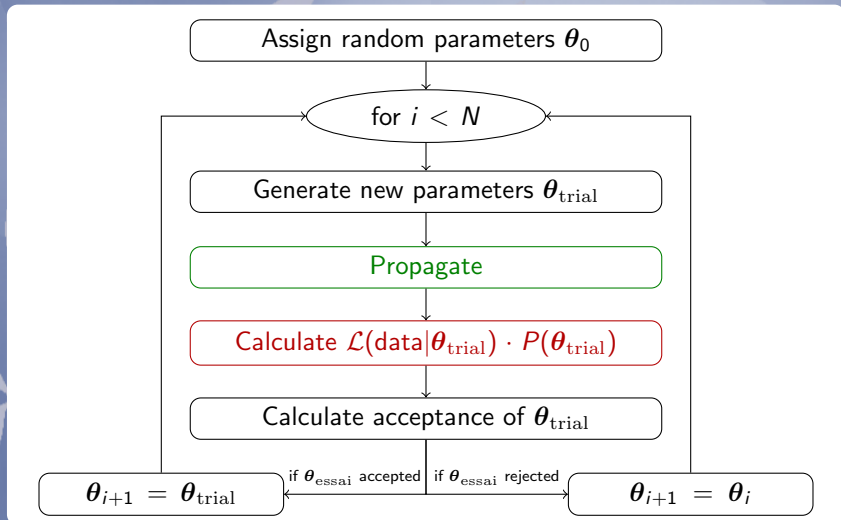 Assign random parameters θ₀
for i < N
Generate new parameters θ_trial
Propagate
Calculate ℒ(data|θ_trial) · P(θ_trial)
Calculate acceptance of θ_trial
if θ_essai accepted if θ_essai rejected
θ_{i+1} = θ_trial θ_{i+1} = θ_i